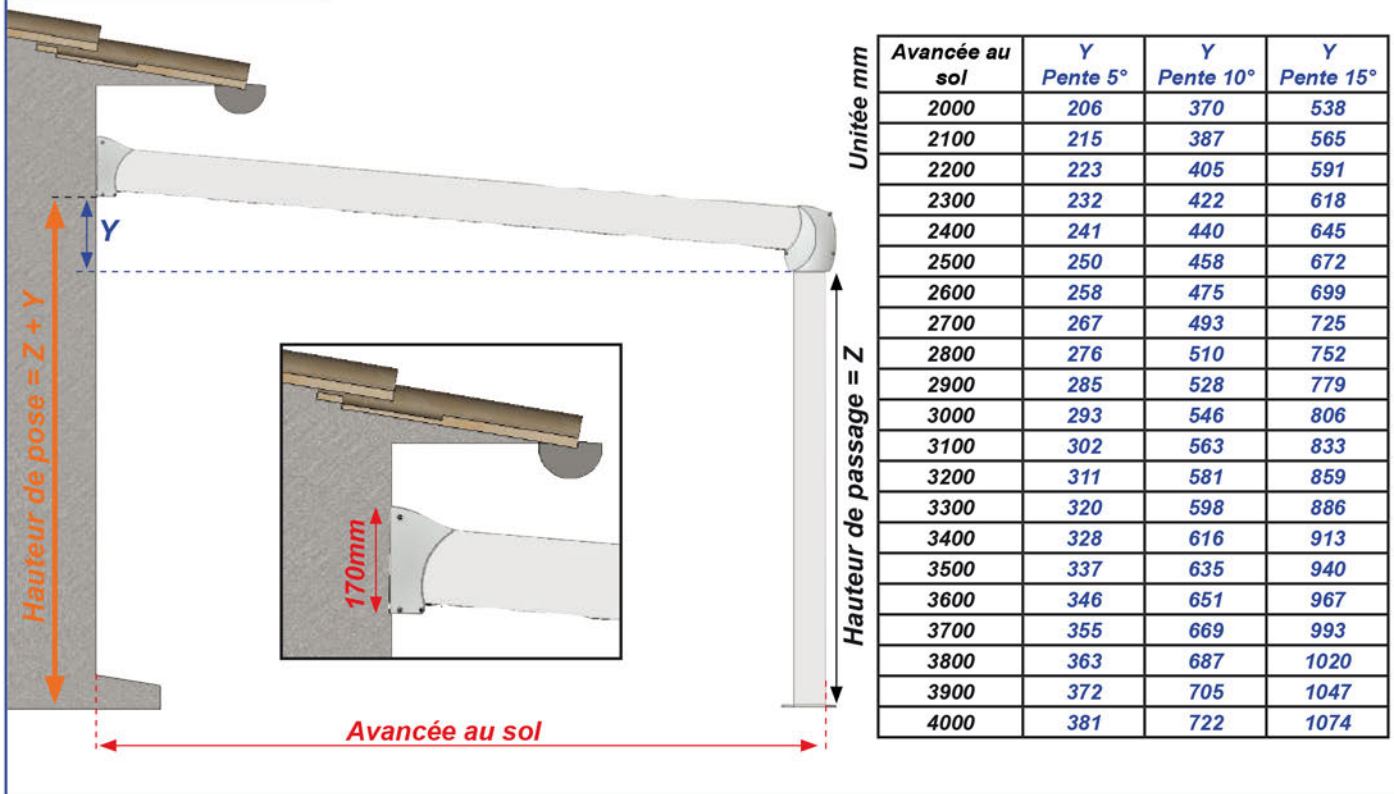 Y
Hauteur de pose = Z + Y
170mm
Hauteur de passage = Z
Avancée au sol
Unitée mm
Avancée au sol Y Pente 5° Y Pente 10° Y Pente 15°
2000 206 370 538
2100 215 387 565
2200 223 405 591
2300 232 422 618
2400 241 440 645
2500 250 458 672
2600 258 475 699
2700 267 493 725
2800 276 510 752
2900 285 528 779
3000 293 546 806
3100 302 563 833
3200 311 581 859
3300 320 598 886
3400 328 616 913
3500 337 635 940
3600 346 651 967
3700 355 669 993
3800 363 687 1020
3900 372 705 1047
4000 381 722 1074